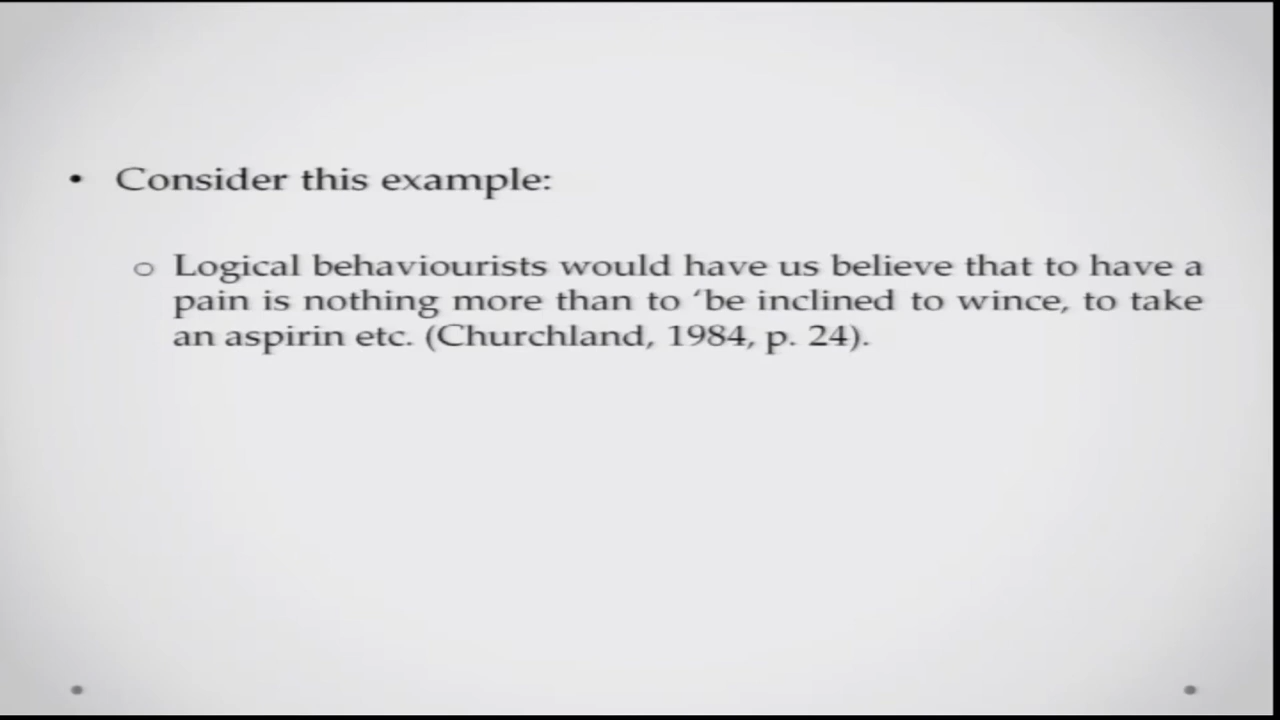 • Consider this example:
o Logical behaviourists would have us believe that to have a
pain is nothing more than to ‘be inclined to wince, to take
an aspirin etc. (Churchland, 1984, p. 24).